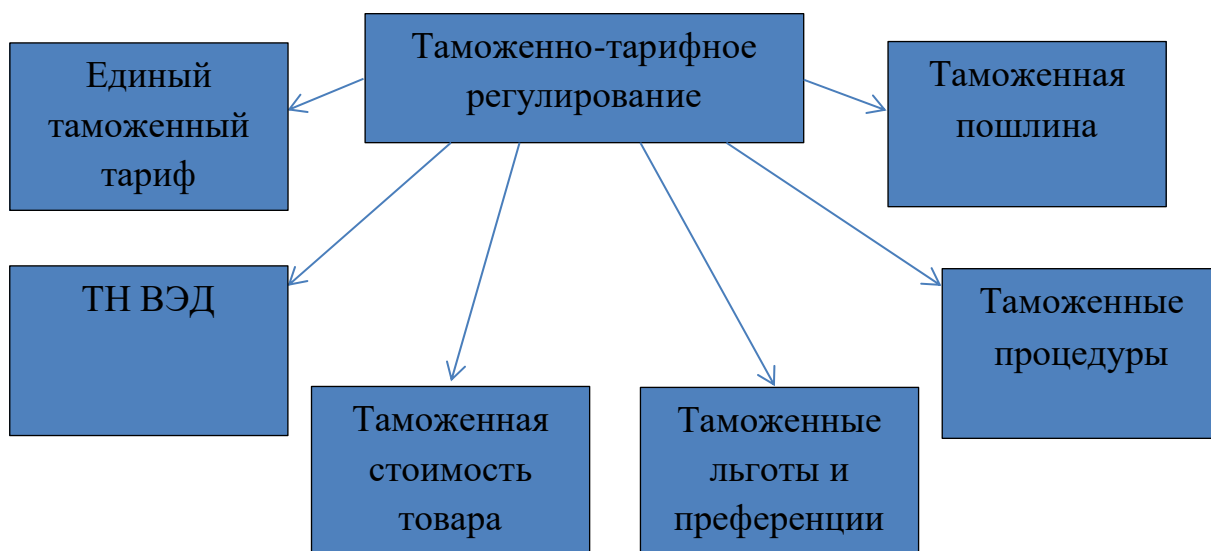 Таможенно-тарифное
регулирование
Единый
таможенный
тариф
Таможенная
пошлина
ТН ВЭД
Таможенные
процедуры
Таможенная
стоимость
товара
Таможенные
льготы и
преференции